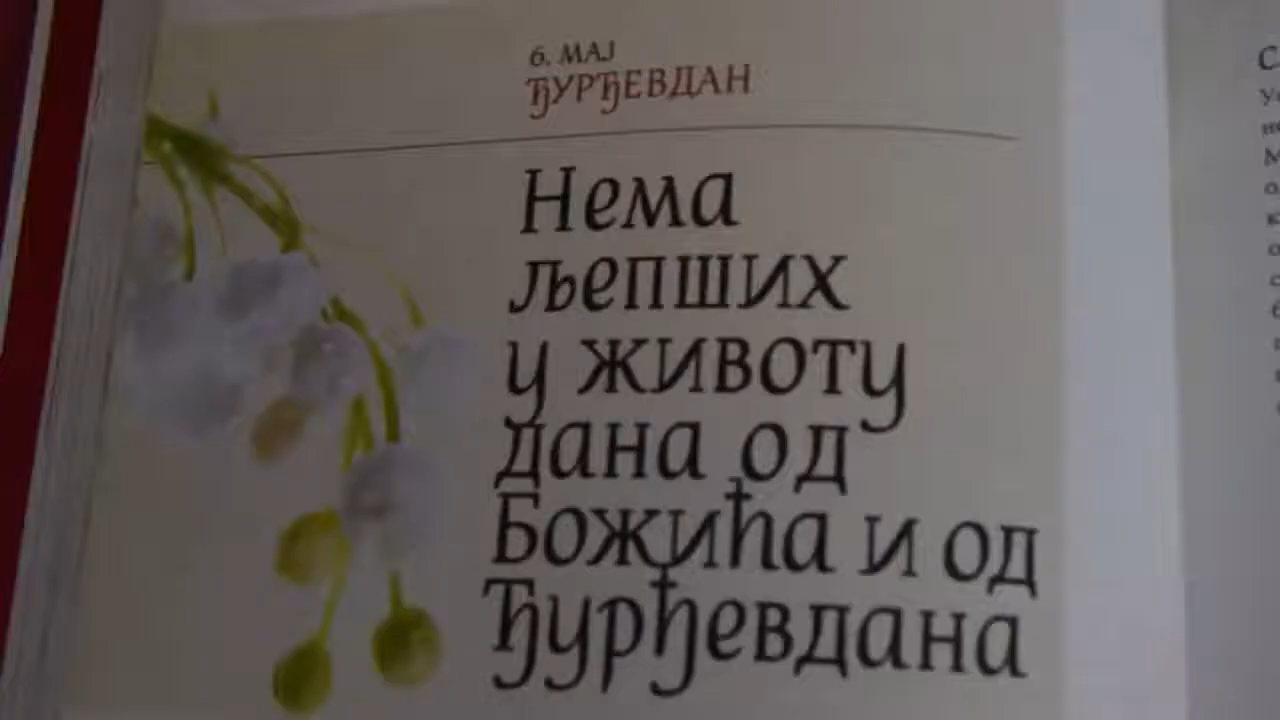 6. МАЈ
ЂУРЂЕВДАН
Нема
љепших
у животу
дана од
Божића и од
Ђурђевдана